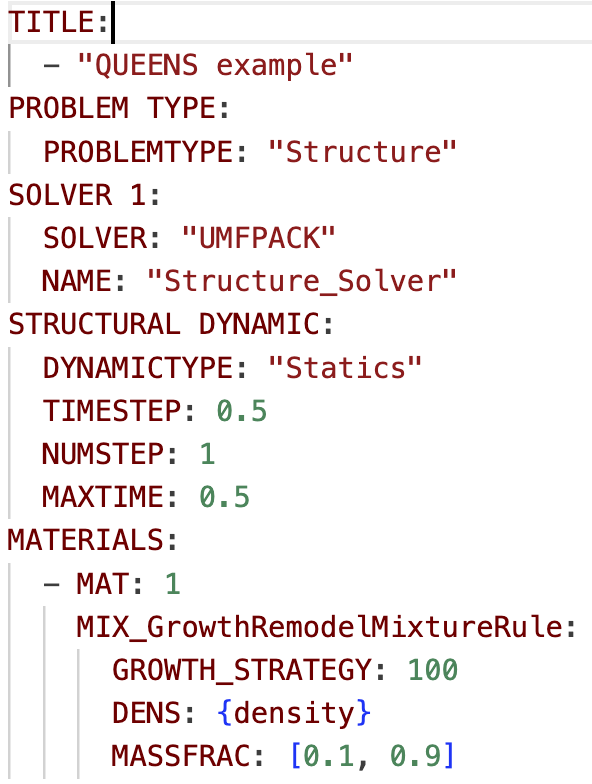 TITLE:
  - "QUEENS example"
PROBLEM TYPE:
  PROBLEMTYPE: "Structure"
SOLVER 1:
  SOLVER: "UMFPACK"
  NAME: "Structure_Solver"
STRUCTURAL DYNAMIC:
  DYNAMICTYPE: "Statics"
  TIMESTEP: 0.5
  NUMSTEP: 1
  MAXTIME: 0.5
MATERIALS:
  - MAT: 1
    MIX_GrowthRemodelMixtureRule:
      GROWTH_STRATEGY: 100
      DENS: {density}
      MASSFRAC: [0.1, 0.9]